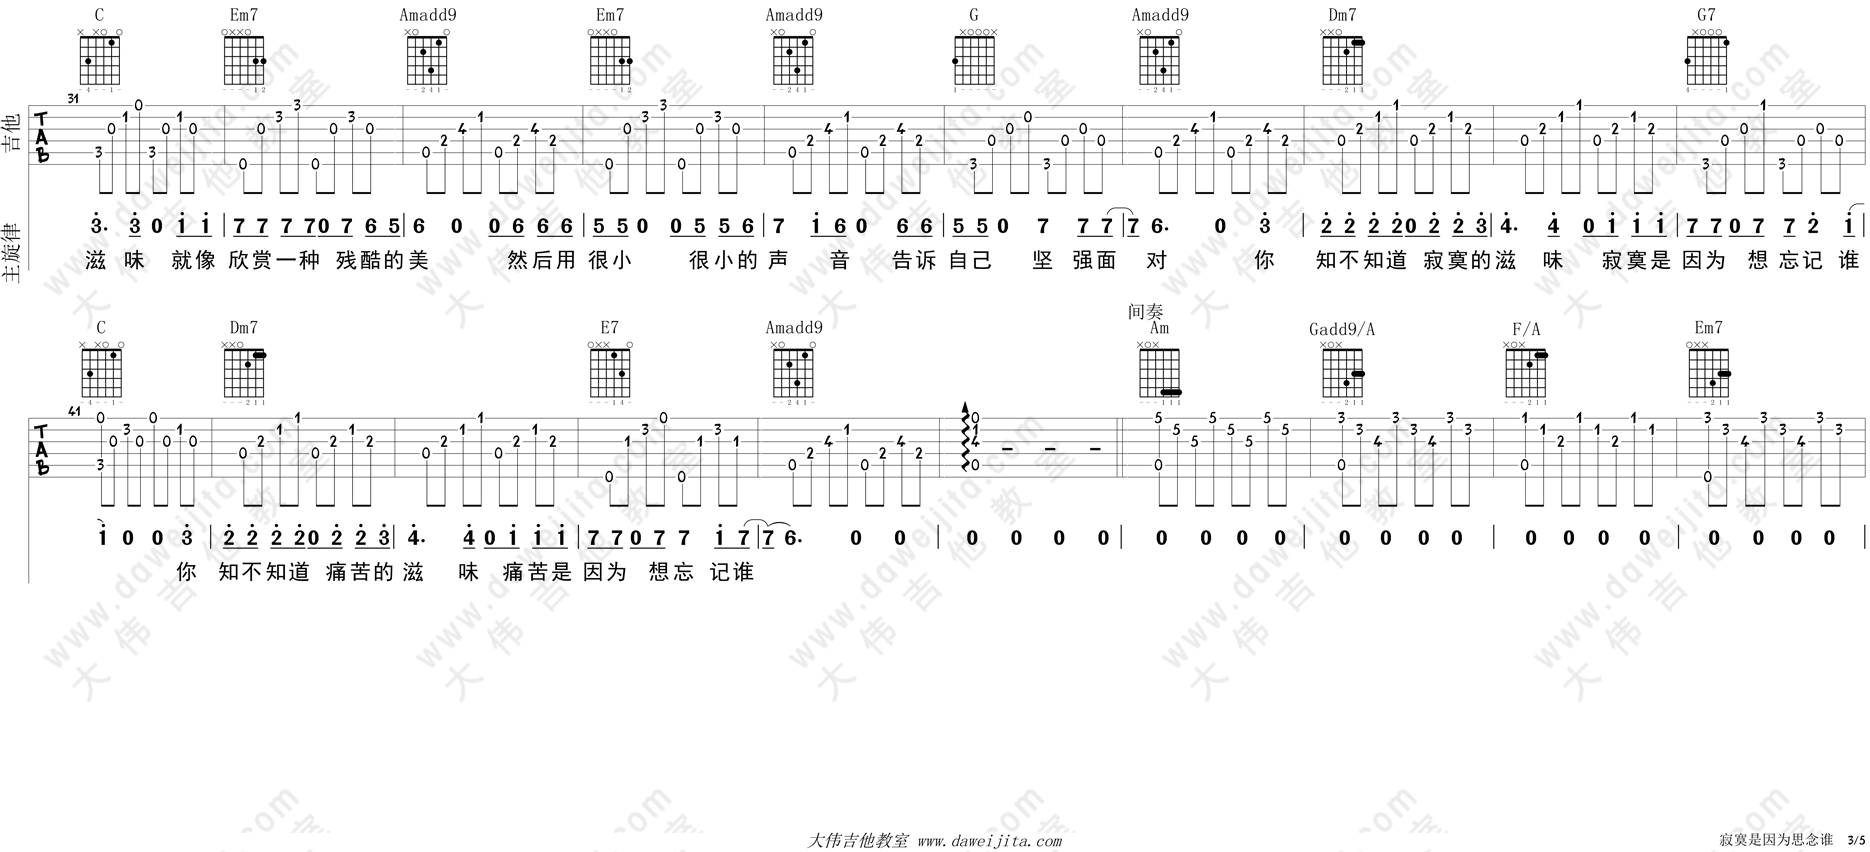 C Em7 Amadd9 Em7 Amadd9 G Amadd9 Dm7 G7
31
吉他
TAB
主旋律
3. 3 0 1 1 | 7 7 7 7 0 7 6 5 | 6 0 0 6 6 6 | 5 5 0 0 5 5 6 | 7 1 6 0 6 6 | 5 5 0 7 7 7 | 7 6. 0 3 | 2 2 2 2 0 2 2 3 | 4. 4 0 1 1 1 | 7 7 0 7 7 2 1
滋 味 就像 欣赏一种 残酷的 美 然后用 很小 很小的 声 音 告诉 自己 坚 强面 对 你 知不知道 寂寞的 滋 味 寂寞是 因为 想 忘记 谁
间奏
C Dm7 E7 Amadd9 Am Gadd9/A F/A Em7
41
TAB
1 0 0 3 | 2 2 2 2 0 2 2 3 | 4. 4 0 1 1 1 | 7 7 0 7 7 1 7 | 7 6. 0 0 | 0 0 0 0 | 0 0 0 0 | 0 0 0 0 | 0 0 0 0 | 0 0 0 0 |
你 知不知道 痛苦的 滋 味 痛苦是 因为 想忘 记谁
www.daweijita.com
大伟吉他教室
大伟吉他教室 www.daweijita.com
寂寞是因为思念谁 3/5